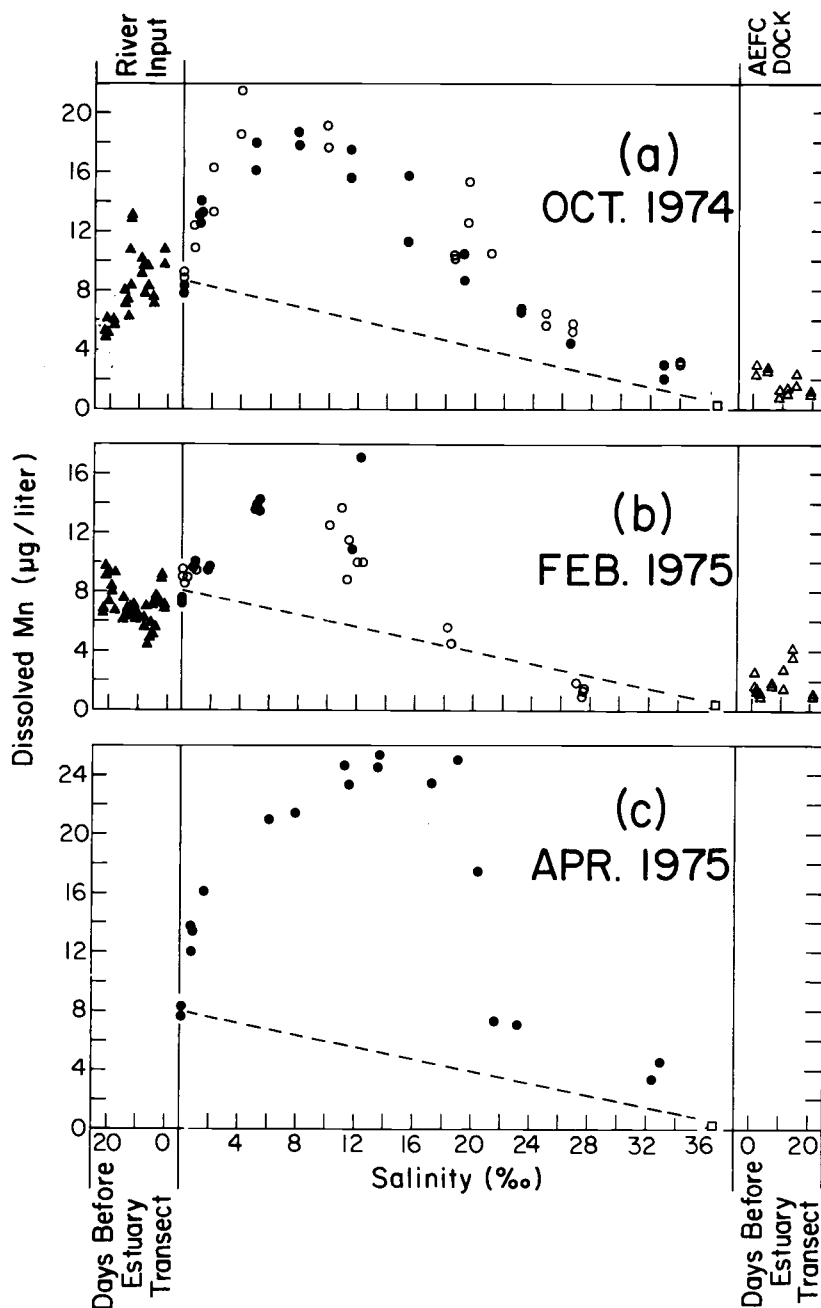 River
Input
AEFC
DOCK
20
16
12
8
4
0
(a)
OCT. 1974
16
12
8
4
0
(b)
FEB. 1975
Dissolved Mn (µg/liter)
24
20
16
12
8
4
0
(c)
APR. 1975
20 0
4 8 12 16 20 24 28 32 36
0 20
Salinity (‰)
Days Before
Estuary
Transect
Days Before
Estuary
Transect